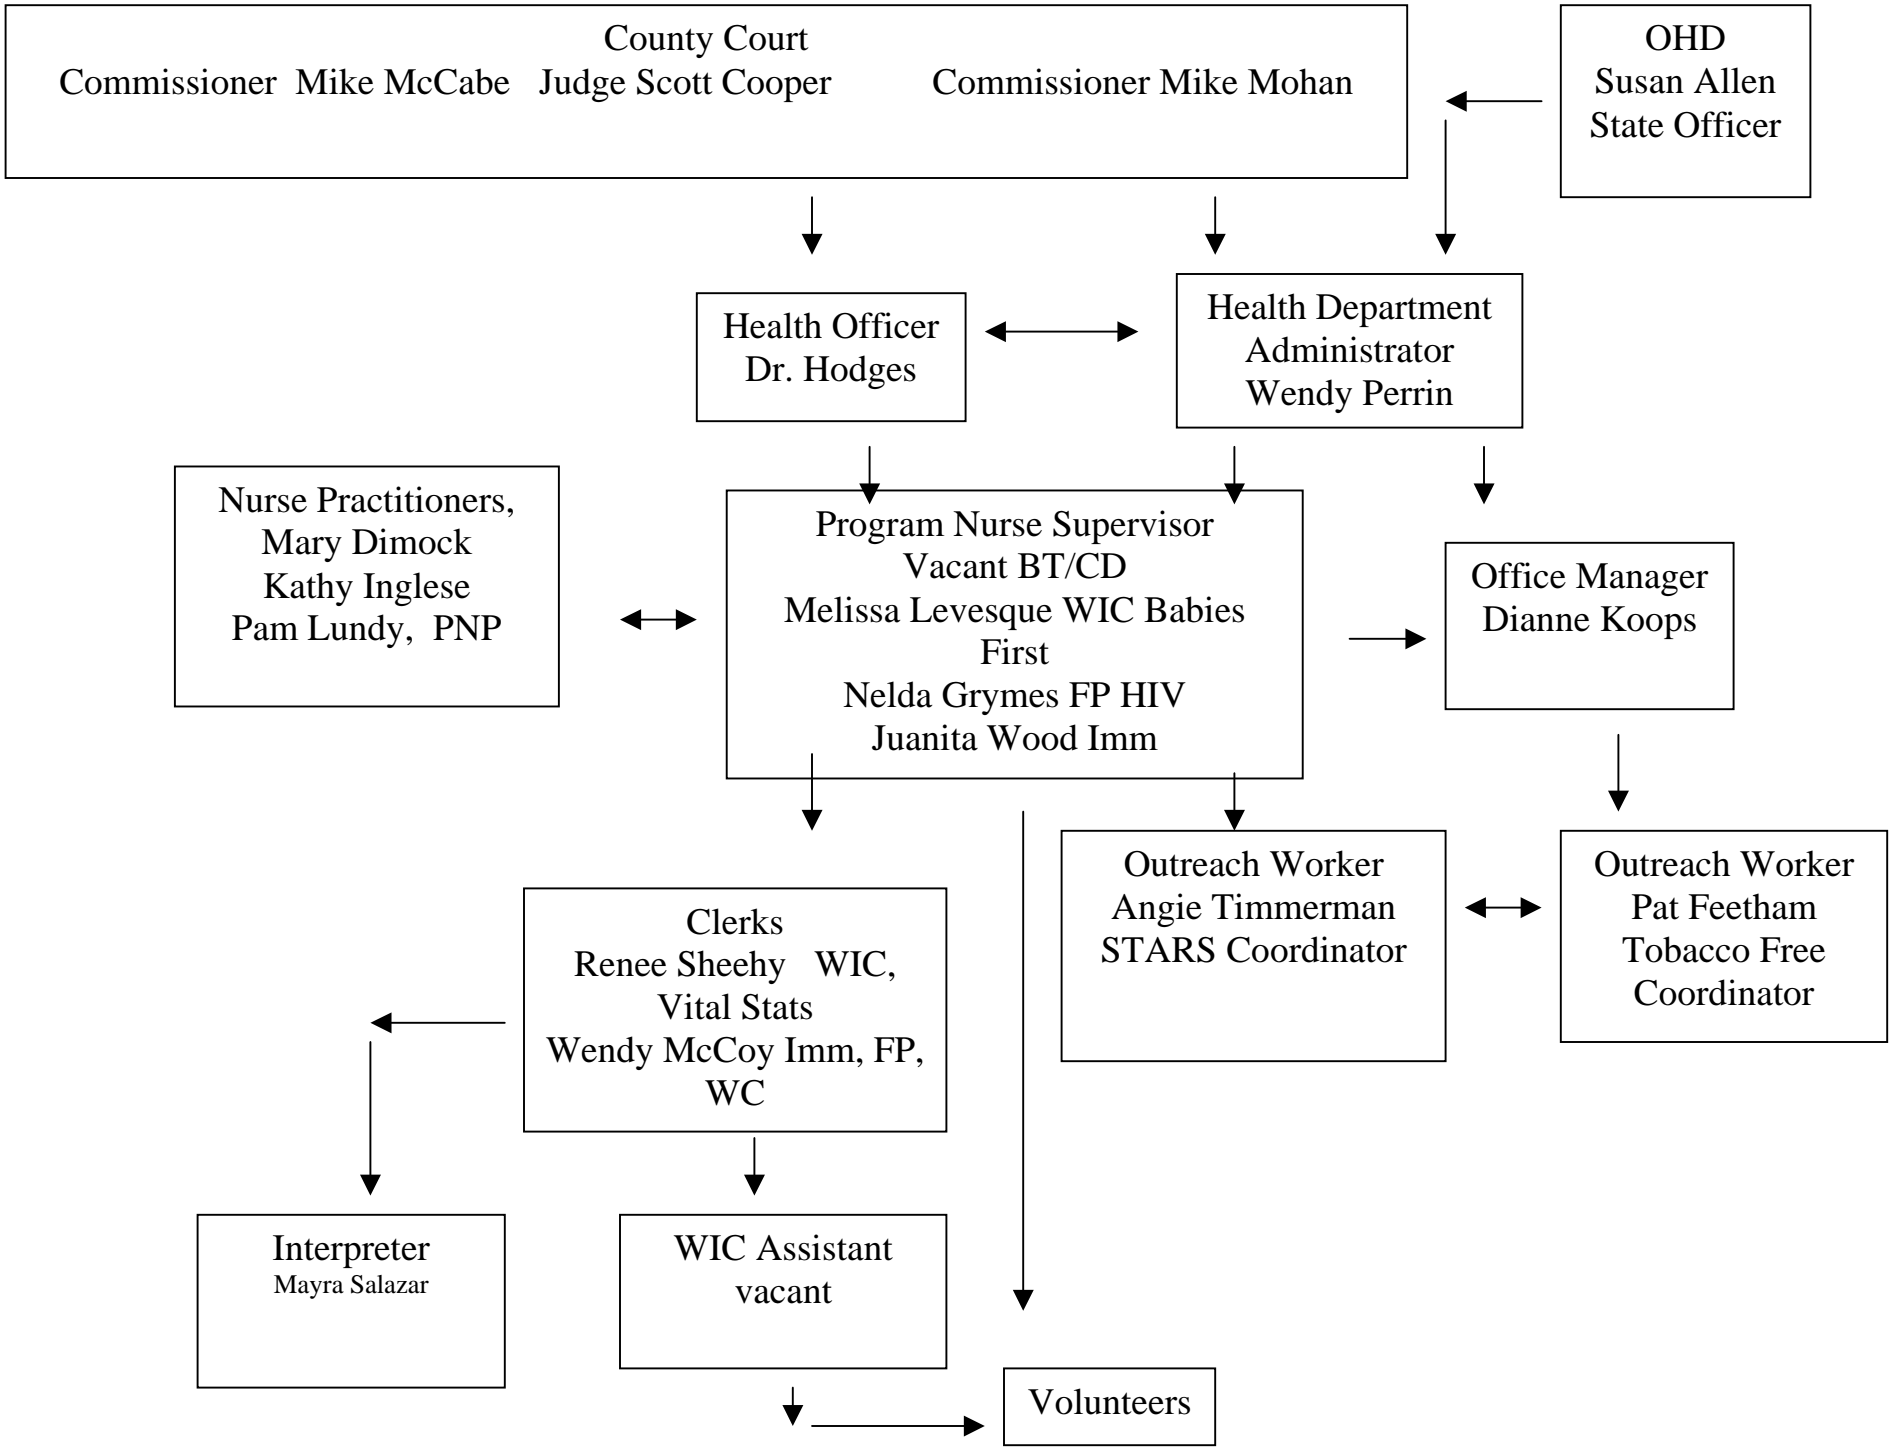 County Court
Commissioner Mike McCabe Judge Scott Cooper Commissioner Mike Mohan
OHD
Susan Allen
State Officer
Health Officer
Dr. Hodges
Health Department
Administrator
Wendy Perrin
Nurse Practitioners,
Mary Dimock
Kathy Inglese
Pam Lundy, PNP
Program Nurse Supervisor
Vacant BT/CD
Melissa Levesque WIC Babies
First
Nelda Grymes FP HIV
Juanita Wood Imm
Office Manager
Dianne Koops
Clerks
Renee Sheehy WIC,
Vital Stats
Wendy McCoy Imm, FP,
WC
Outreach Worker
Angie Timmerman
STARS Coordinator
Outreach Worker
Pat Feetham
Tobacco Free
Coordinator
Interpreter
Mayra Salazar
WIC Assistant
vacant
Volunteers